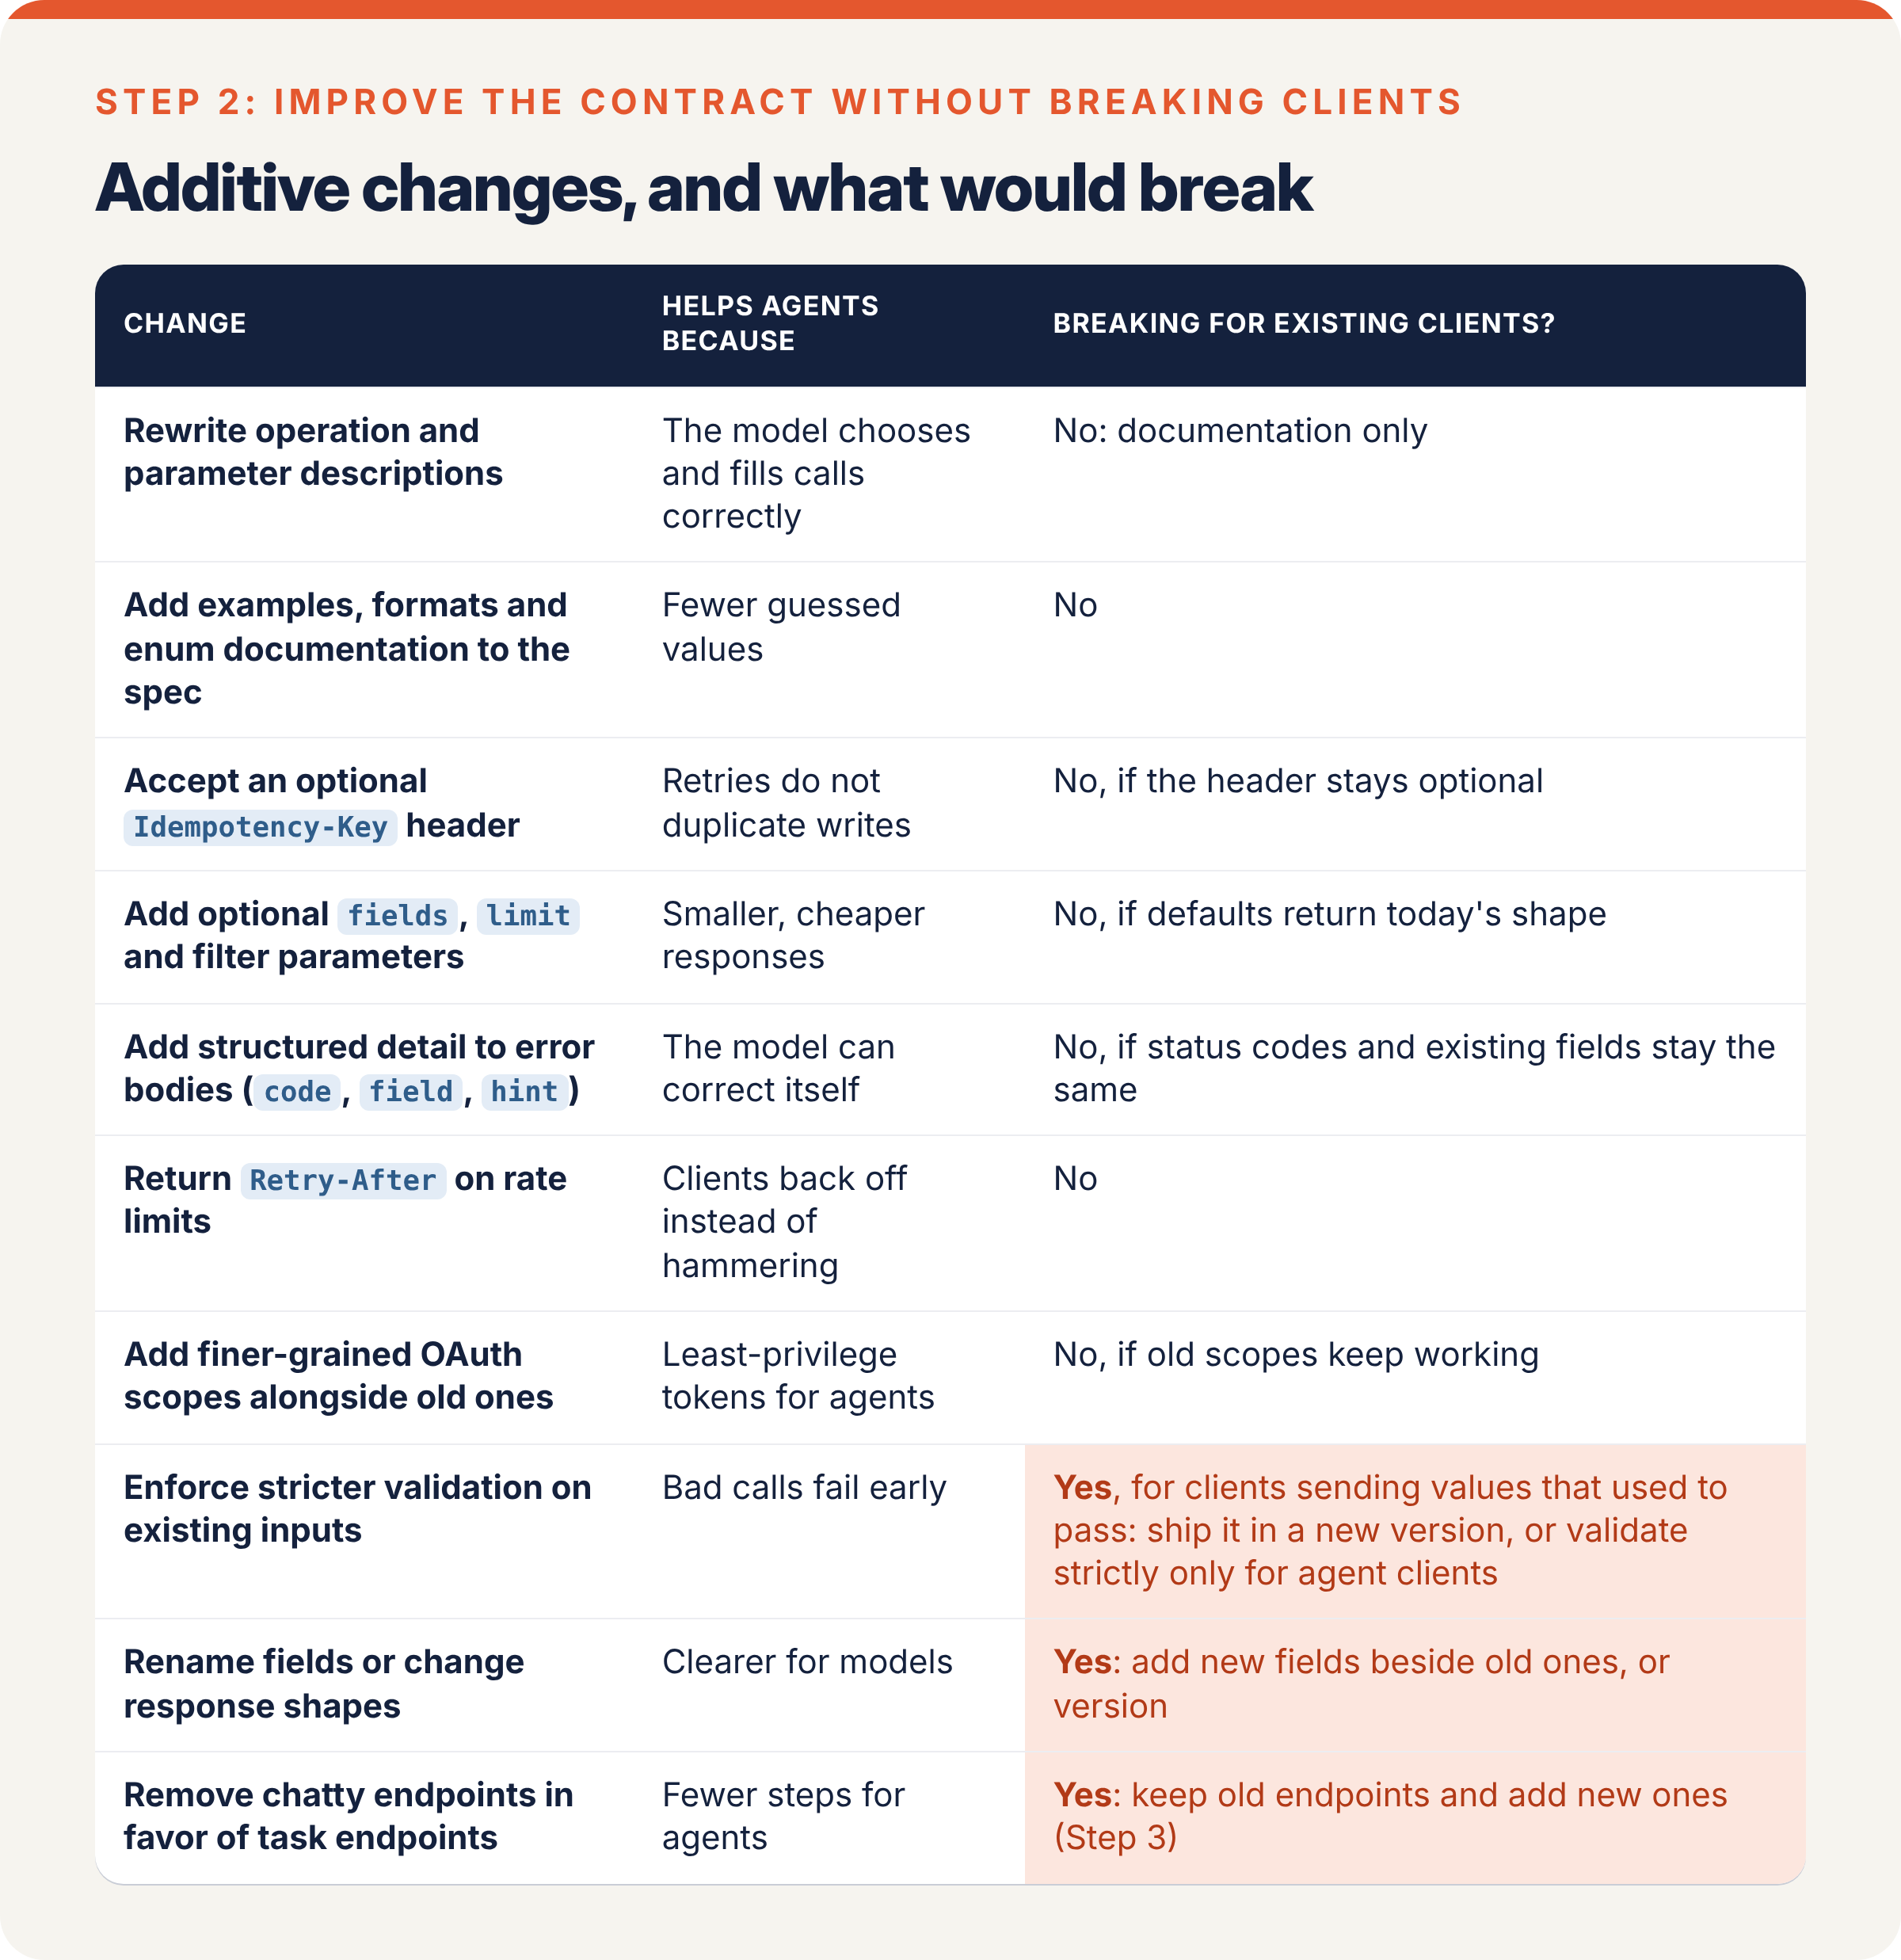 STEP 2: IMPROVE THE CONTRACT WITHOUT BREAKING CLIENTS
Additive changes, and what would break
CHANGE
HELPS AGENTS
BECAUSE
BREAKING FOR EXISTING CLIENTS?
Rewrite operation and
parameter descriptions
The model chooses
and fills calls
correctly
No: documentation only
Add examples, formats and
enum documentation to the
spec
Fewer guessed
values
No
Accept an optional
Idempotency-Key header
Retries do not
duplicate writes
No, if the header stays optional
Add optional fields, limit
and filter parameters
Smaller, cheaper
responses
No, if defaults return today's shape
Add structured detail to error
bodies (code, field, hint)
The model can
correct itself
No, if status codes and existing fields stay the
same
Return Retry-After on rate
limits
Clients back off
instead of
hammering
No
Add finer-grained OAuth
scopes alongside old ones
Least-privilege
tokens for agents
No, if old scopes keep working
Enforce stricter validation on
existing inputs
Bad calls fail early
Yes, for clients sending values that used to
pass: ship it in a new version, or validate
strictly only for agent clients
Rename fields or change
response shapes
Clearer for models
Yes: add new fields beside old ones, or
version
Remove chatty endpoints in
favor of task endpoints
Fewer steps for
agents
Yes: keep old endpoints and add new ones
(Step 3)